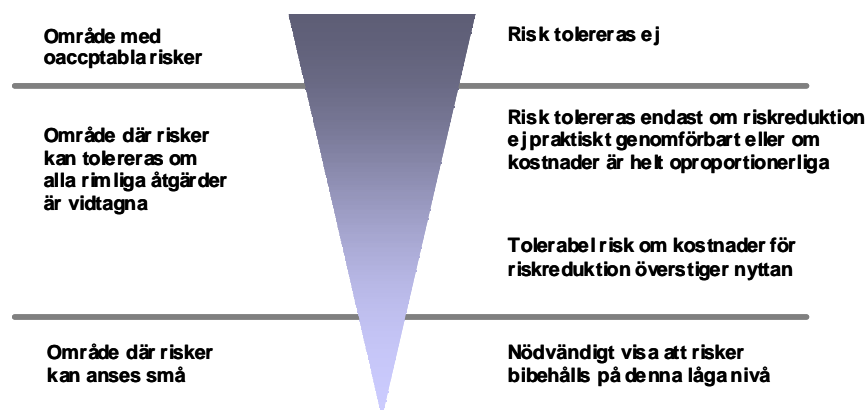 Område med
oaccptabla risker
Risk tolereras ej
Område där risker
kan tolereras om
alla rimliga åtgärder
är vidtagna
Risk tolereras endast om riskreduktion
ej praktiskt genomförbart eller om
kostnader är helt oproportionerliga
Tolerabel risk om kostnader för
riskreduktion överstiger nyttan
Område där risker
kan anses små
Nödvändigt visa att risker
bibehålls på denna låga nivå